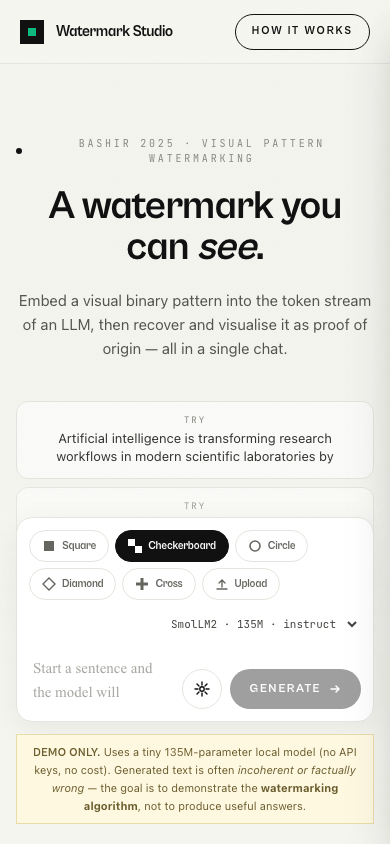 Watermark Studio
HOW IT WORKS
BASHIR 2025 · VISUAL PATTERN
WATERMARKING
A watermark you
can see.
Embed a visual binary pattern into the token stream
of an LLM, then recover and visualise it as proof of
origin — all in a single chat.
TRY
Artificial intelligence is transforming research
workflows in modern scientific laboratories by
TRY
Square
Checkerboard
Circle
Diamond
Cross
Upload
SmolLM2 · 135M · instruct
Start a sentence and
the model will
GENERATE →
DEMO ONLY. Uses a tiny 135M-parameter local model (no API
keys, no cost). Generated text is often incoherent or factually
wrong — the goal is to demonstrate the watermarking
algorithm, not to produce useful answers.